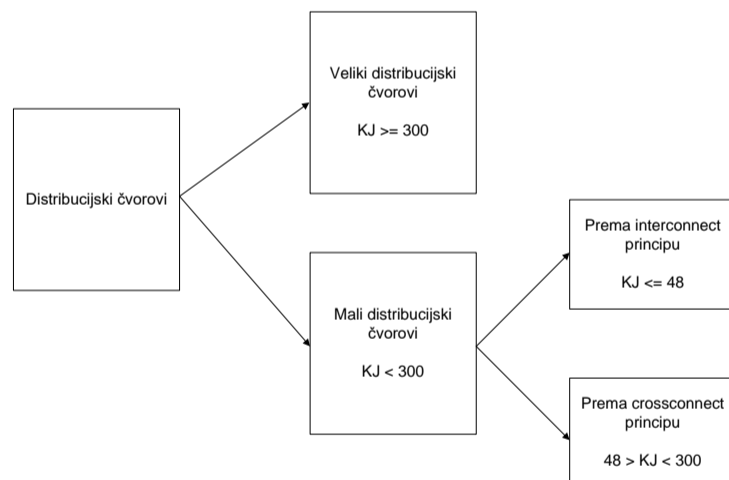 Distribucijski čvorovi
Veliki distribucijski
čvorovi
KJ >= 300
Mali distribucijski
čvorovi
KJ < 300
Prema interconnect
principu
KJ <= 48
Prema crossconnect
principu
48 > KJ < 300